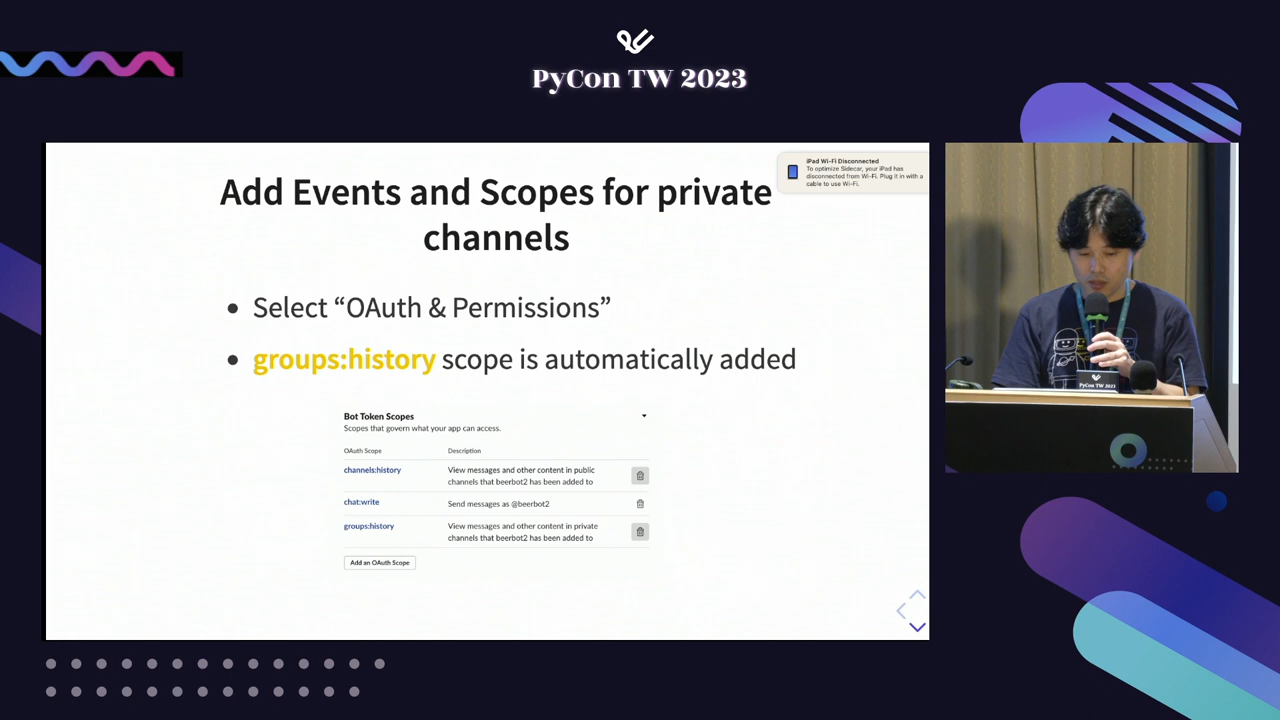 PyCon TW 2023
Add Events and Scopes for private
channels
iPad Wi-Fi Disconnected
To optimize Sidecar, your iPad has
disconnected from Wi-Fi. Plug it in with a
cable to use Wi-Fi.
Select “OAuth & Permissions”
groups:history scope is automatically added
Bot Token Scopes
Scopes that govern what your app can access.
OAuth Scope Description
channels:history View messages and other content in public
channels that beerbot2 has been added to
chat:write Send messages as @beerbot2
groups:history View messages and other content in private
channels that beerbot2 has been added to
Add an OAuth Scope
PyCon TW 2023